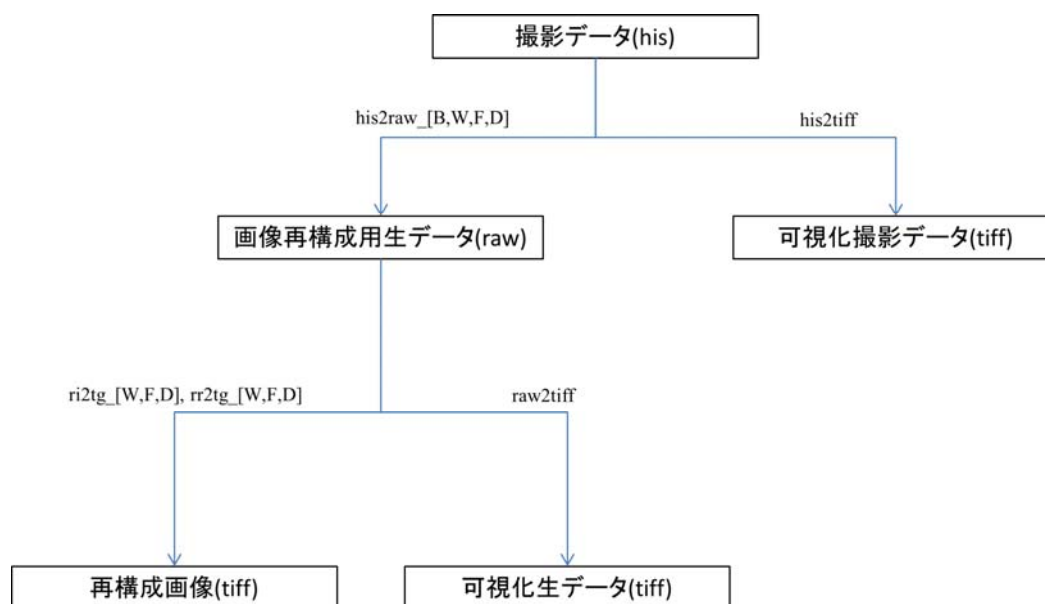 撮影データ(his)
his2raw_[B,W,F,D]
his2tiff
画像再構成用生データ(raw)
可視化撮影データ(tiff)
ri2tg_[W,F,D], rr2tg_[W,F,D]
raw2tiff
再構成画像(tiff)
可視化生データ(tiff)